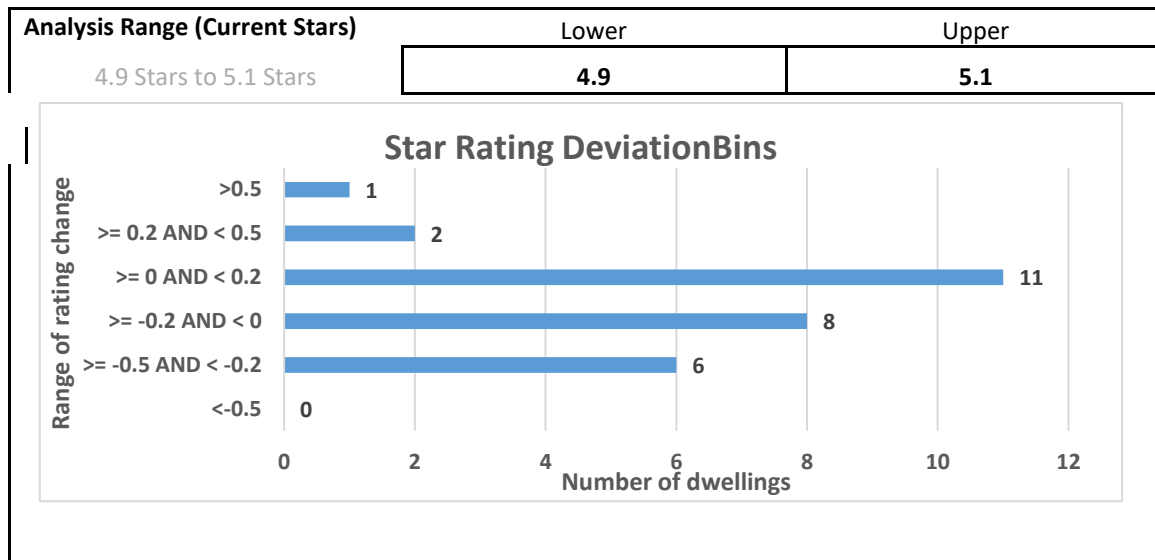 Analysis Range (Current Stars) Lower Upper
4.9 Stars to 5.1 Stars 4.9 5.1
Star Rating DeviationBins
Range of rating change
>0.5 1
>= 0.2 AND < 0.5 2
>= 0 AND < 0.2 11
>= -0.2 AND < 0 8
>= -0.5 AND < -0.2 6
<-0.5 0
0 2 4 6 8 10 12
Number of dwellings